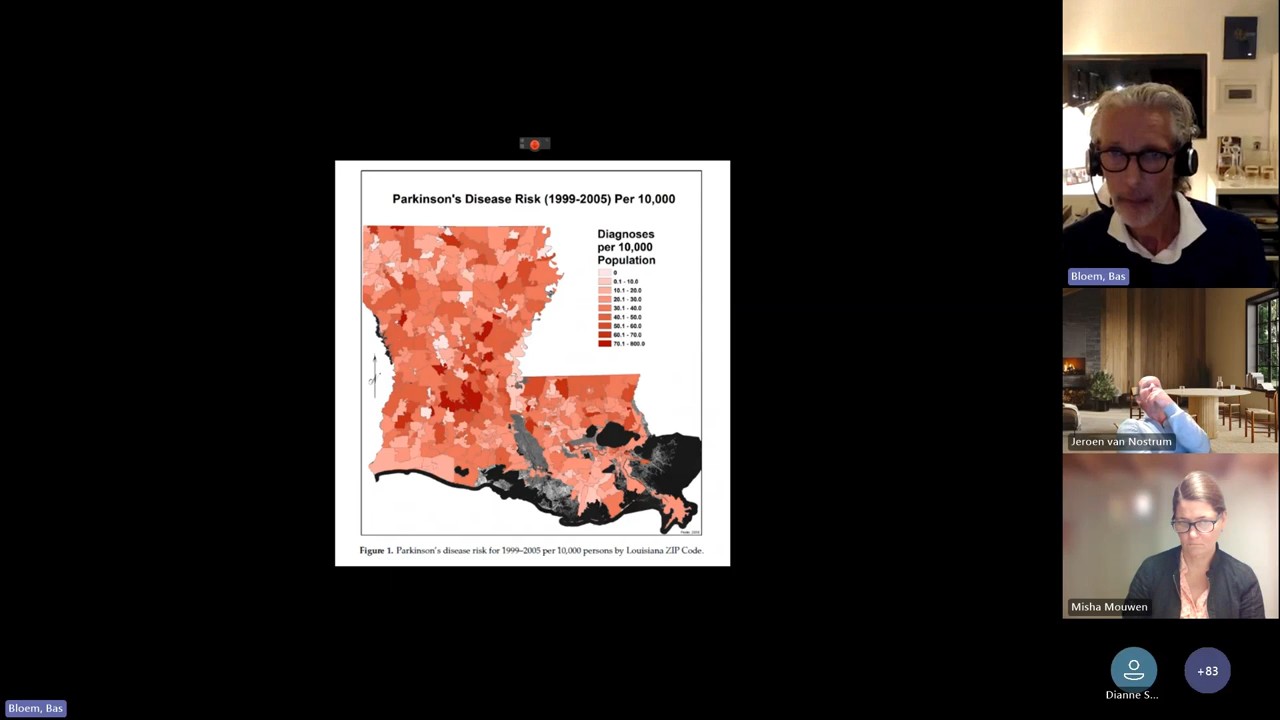 Parkinson's Disease Risk (1999-2005) Per 10,000
Diagnoses
per 10,000
Population
0
0.1 - 10.0
10.1 - 20.0
20.1 - 30.0
30.1 - 40.0
40.1 - 50.0
50.1 - 60.0
60.1 - 70.0
70.1 - 800.0
Figure 1. Parkinson's disease risk for 1999–2005 per 10,000 persons by Louisiana ZIP Code.
Bloem, Bas
Jeroen van Nostrum
Misha Mouwen
Dianne S...
+83
Bloem, Bas